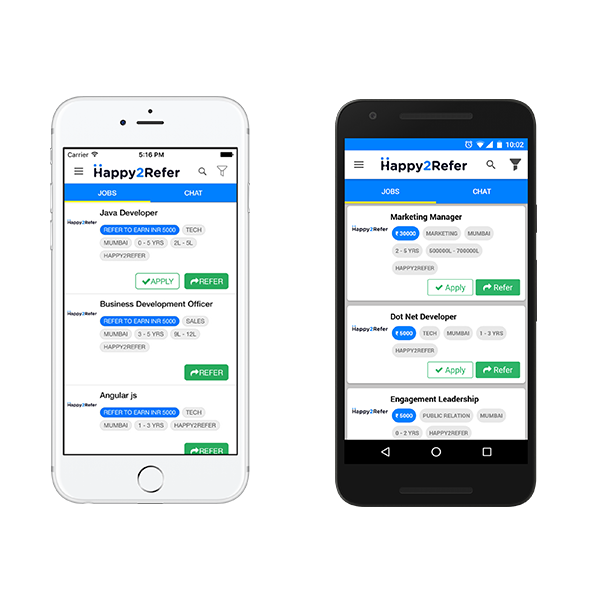 Carrier 5:16 PM
Happy2Refer
JOBS CHAT
Java Developer
Happy2Refer
REFER TO EARN INR 5000 TECH
MUMBAI 0 - 5 YRS 2L - 5L
HAPPY2REFER
APPLY REFER
Business Development Officer
Happy2Refer
REFER TO EARN INR 5000 SALES
MUMBAI 3 - 5 YRS 9L - 12L
HAPPY2REFER
REFER
Angular js
Happy2Refer
REFER TO EARN INR 5000 TECH
MUMBAI 1 - 3 YRS HAPPY2REFER
REFER
10:02
Happy2Refer
JOBS CHAT
Marketing Manager
Happy2Refer
₹ 30000 MARKETING MUMBAI
2 - 5 YRS 500000L - 700000L
HAPPY2REFER
Apply Refer
Dot Net Developer
Happy2Refer
₹ 5000 TECH MUMBAI 1 - 3 YRS
HAPPY2REFER
Apply Refer
Engagement Leadership
Happy2Refer
₹ 5000 PUBLIC RELATION MUMBAI
0 - 2 YRS HAPPY2REFER